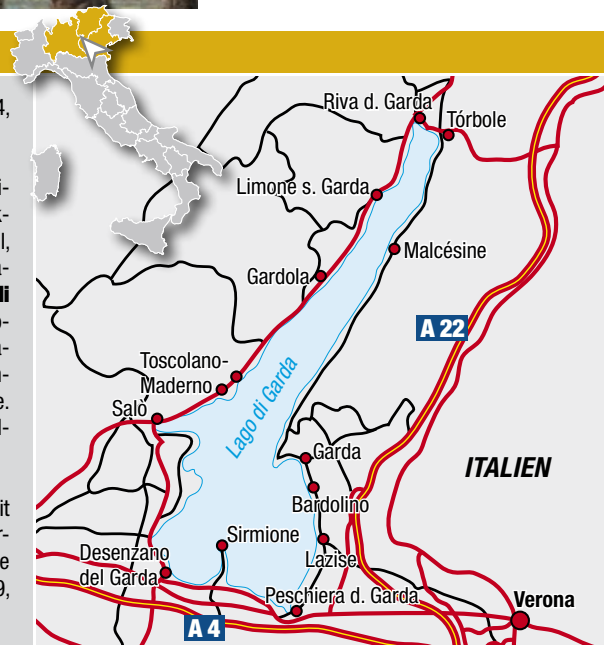 Riva d. Garda
Tórbole
Limone s. Garda
Malcésine
Gardola
A 22
Toscolano-
Maderno
Lago di Garda
Salò
Garda
ITALIEN
Bardolino
Sirmione
Lazise
Desenzano
del Garda
Peschiera d. Garda
Verona
A 4